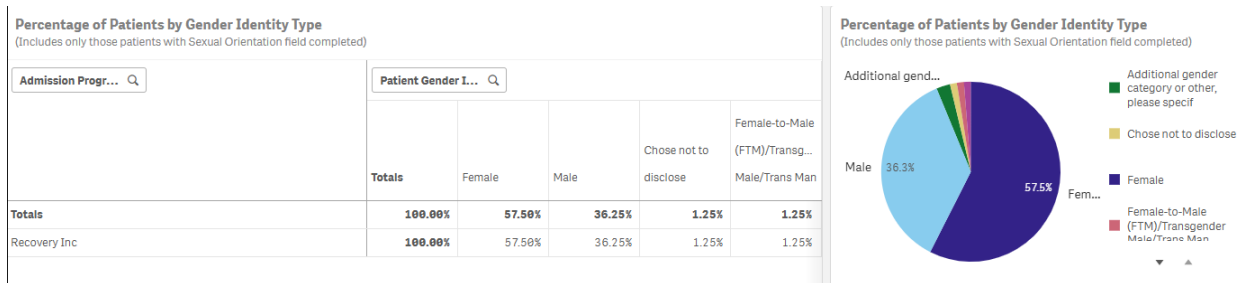 Percentage of Patients by Gender Identity Type
(Includes only those patients with Sexual Orientation field completed)
Admission Progr...
Patient Gender I...
Totals
Female
Male
Chose not to
disclose
Female-to-Male
(FTM)/Transg...
Male/Trans Man
Totals 100.00% 57.50% 36.25% 1.25% 1.25%
Recovery Inc 100.00% 57.50% 36.25% 1.25% 1.25%
Percentage of Patients by Gender Identity Type
(Includes only those patients with Sexual Orientation field completed)
Additional gend...
Male
36.3%
57.5%
Fem...
Additional gender
category or other,
please specif
Chose not to disclose
Female
Female-to-Male
(FTM)/Transgender
Male/Trans Man